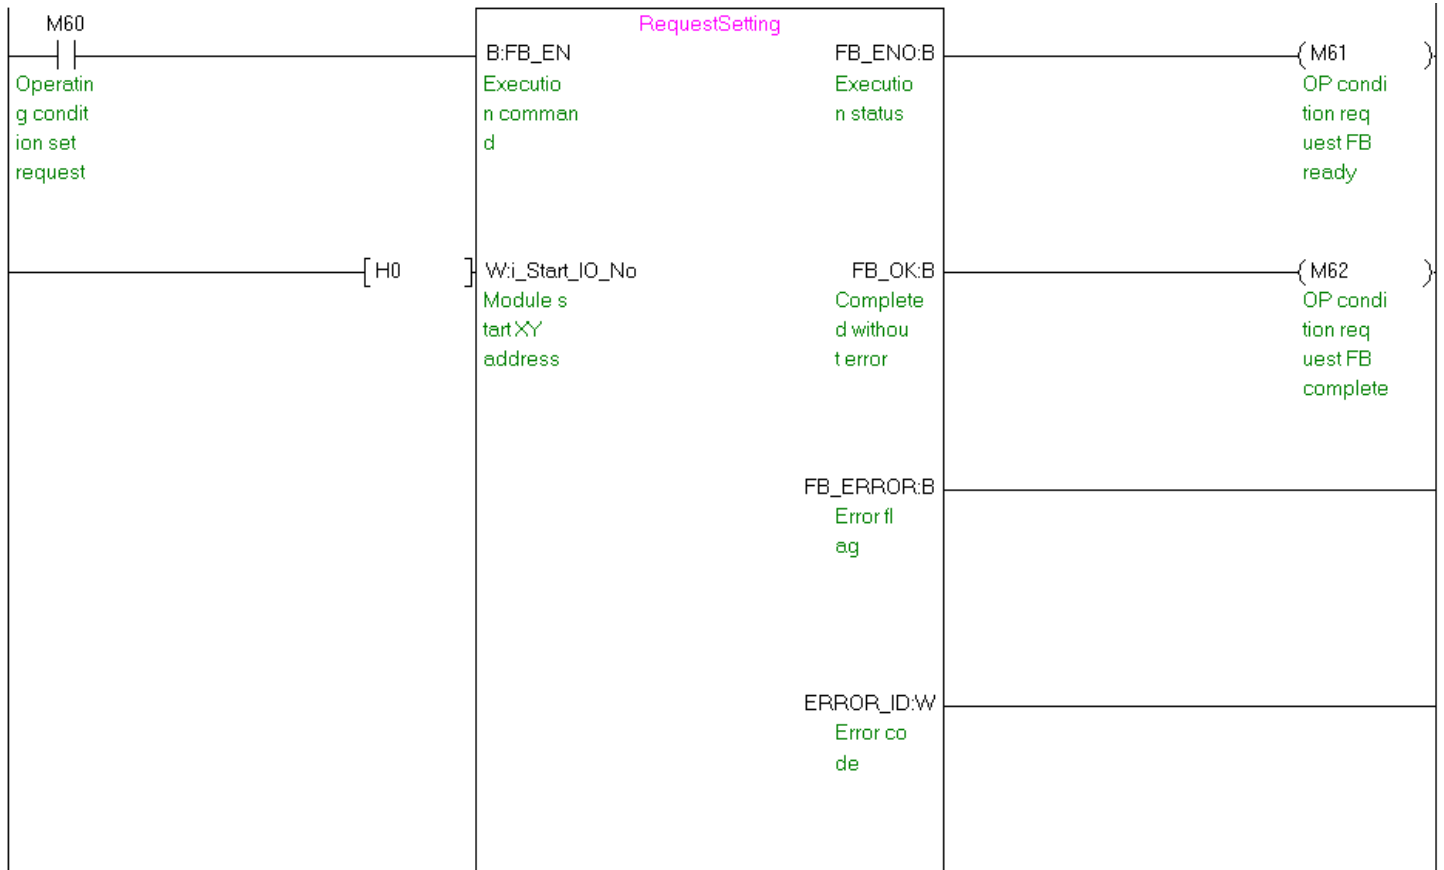 M60
RequestSetting
B:FB_EN
FB_ENO:B
M61
Operatin
g condit
ion set
request
Executio
n comman
d
Executio
n status
OP condi
tion req
uest FB
ready
H0
W:i_Start_IO_No
FB_OK:B
M62
Module s
tart XY
address
Complete
d withou
t error
OP condi
tion req
uest FB
complete
FB_ERROR:B
Error fl
ag
ERROR_ID:W
Error co
de